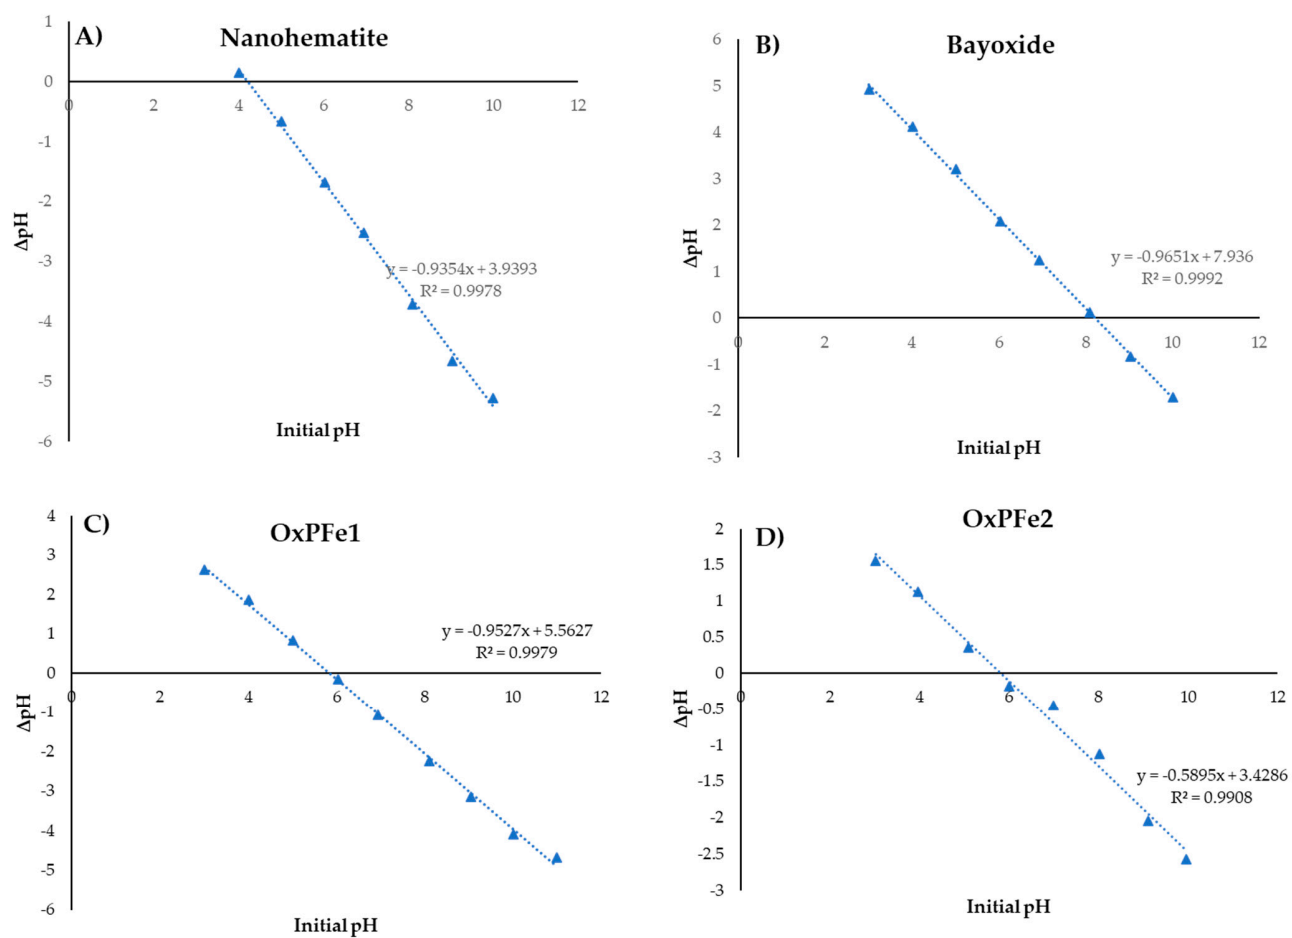 A)
Nanohematite
1
0
-1
-2
-3
-4
-5
-6
0
2
4
6
8
10
12
ΔpH
y = -0.9354x + 3.9393
R² = 0.9978
Initial pH
B)
Bayoxide
6
5
4
3
2
1
0
-1
-2
-3
0
2
4
6
8
10
12
ΔpH
y = -0.9651x + 7.936
R² = 0.9992
Initial pH
C)
OxPFe1
4
3
2
1
0
-1
-2
-3
-4
-5
-6
0
2
4
6
8
10
12
ΔpH
y = -0.9527x + 5.5627
R² = 0.9979
Initial pH
D)
OxPFe2
2
1.5
1
0.5
0
-0.5
-1
-1.5
-2
-2.5
-3
0
2
4
6
8
10
12
ΔpH
y = -0.5895x + 3.4286
R² = 0.9908
Initial pH